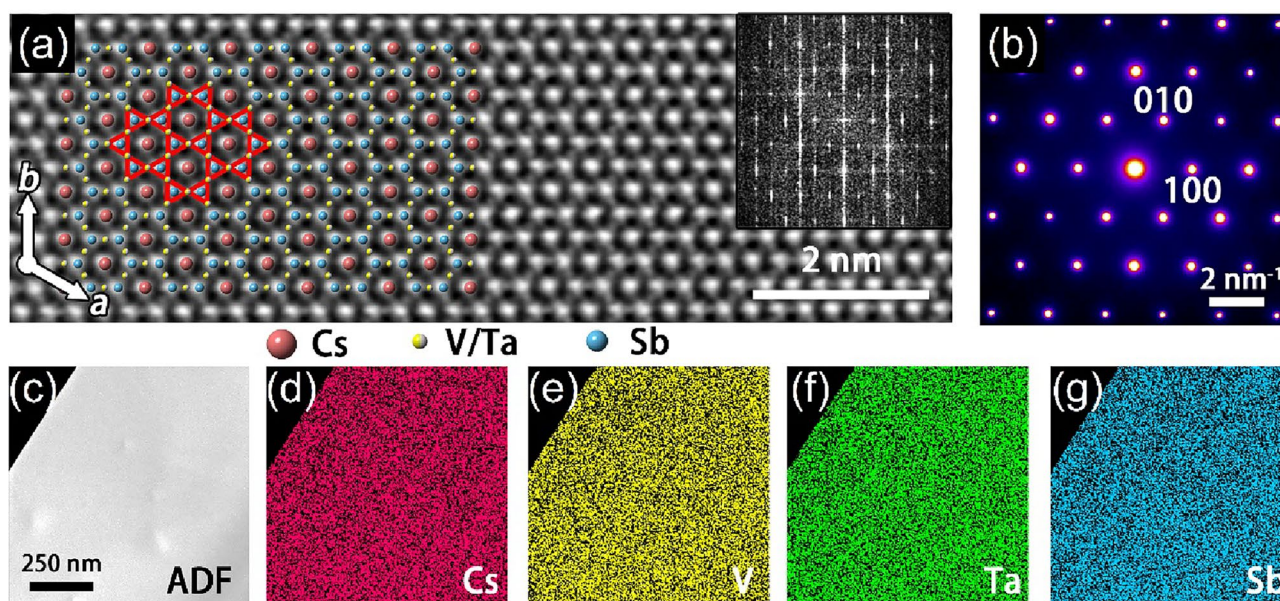 (a)
b
a
2 nm
(b)
010
100
2 nm⁻¹
Cs
V/Ta
Sb
(c)
250 nm
ADF
(d)
Cs
(e)
V
(f)
Ta
(g)
Sb